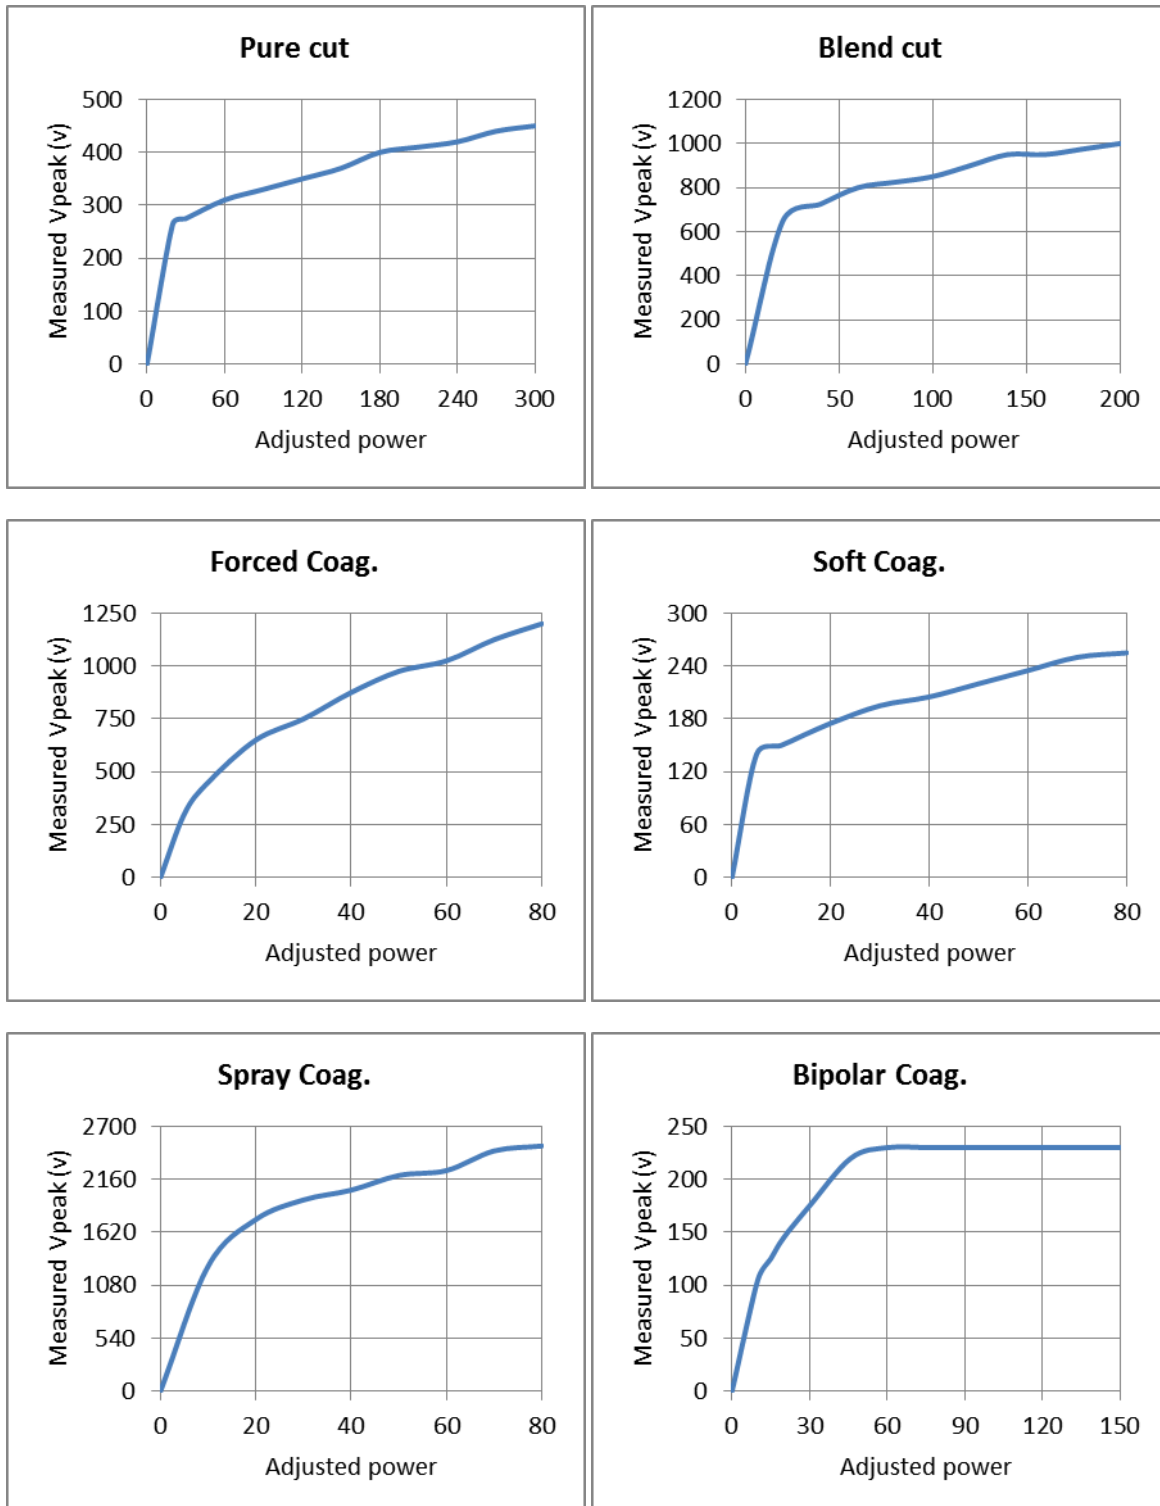 Pure cut
Measured Vpeak (v)
500
400
300
200
100
0
0 60 120 180 240 300
Adjusted power
Blend cut
Measured Vpeak (v)
1200
1000
800
600
400
200
0
0 50 100 150 200
Adjusted power
Forced Coag.
Measured Vpeak (v)
1250
1000
750
500
250
0
0 20 40 60 80
Adjusted power
Soft Coag.
Measured Vpeak (v)
300
240
180
120
60
0
0 20 40 60 80
Adjusted power
Spray Coag.
Measured Vpeak (v)
2700
2160
1620
1080
540
0
0 20 40 60 80
Adjusted power
Bipolar Coag.
Measured Vpeak (v)
250
200
150
100
50
0
0 30 60 90 120 150
Adjusted power